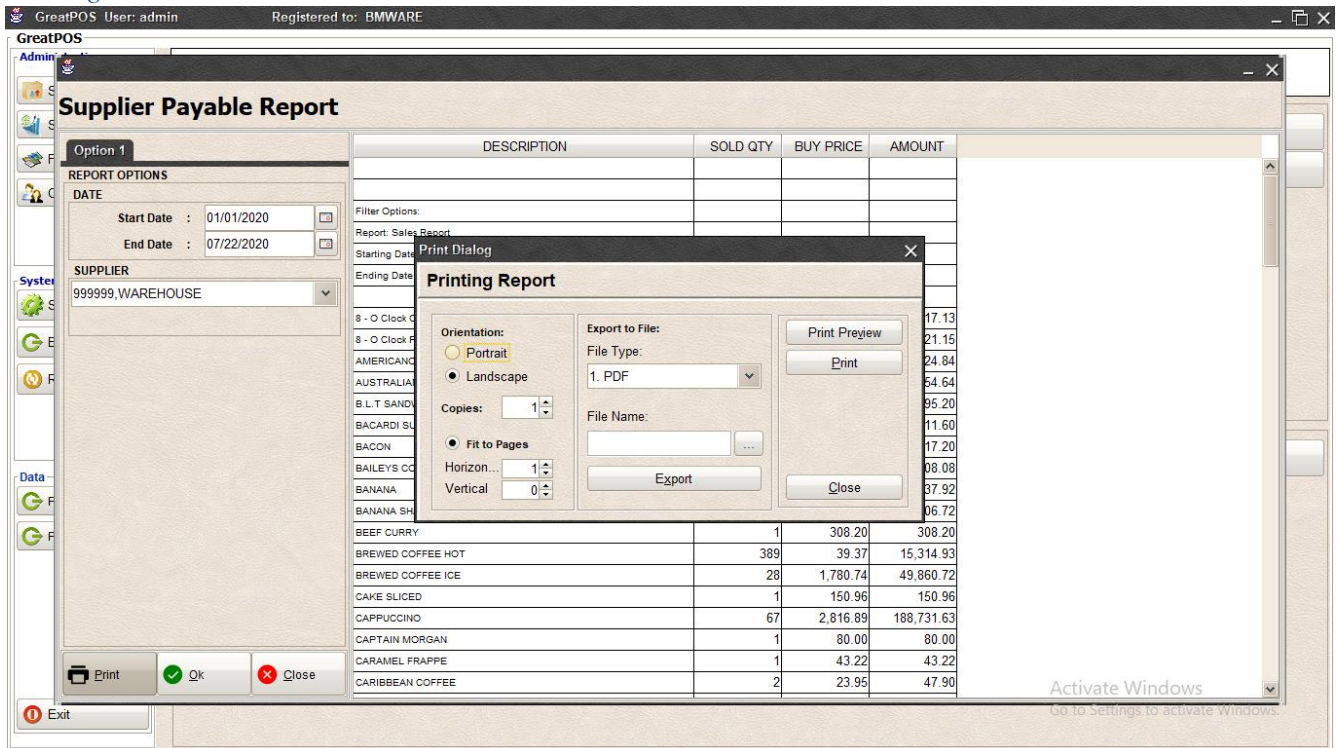 GreatPOS User: admin Registered to: BMWARE
GreatPOS
Supplier Payable Report
Option 1
REPORT OPTIONS
DATE
Start Date : 01/01/2020
End Date : 07/22/2020
SUPPLIER
999999,WAREHOUSE
Print
Ok
Close
System
Data
Exit
DESCRIPTION SOLD QTY BUY PRICE AMOUNT
Filter Options:
Report: Sales Report
Starting Date
Ending Date
8 - O Clock 17.13
8 - O Clock 21.15
AMERICANO 24.84
AUSTRALIA 54.64
B.L.T SAND 95.20
BACARDI SU 11.60
BACON 17.20
BAILEYS CO 08.08
BANANA 37.92
BANANA SH 06.72
BEEF CURRY 1 308.20 308.20
BREWED COFFEE HOT 389 39.37 15,314.93
BREWED COFFEE ICE 28 1,780.74 49,860.72
CAKE SLICED 1 150.96 150.96
CAPPUCCINO 67 2,816.89 188,731.63
CAPTAIN MORGAN 1 80.00 80.00
CARAMEL FRAPPE 1 43.22 43.22
CARIBBEAN COFFEE 2 23.95 47.90
Print Dialog
Printing Report
Orientation:
Portrait
Landscape
Copies: 1
Fit to Pages
Horizon... 1
Vertical 0
Export to File:
File Type:
1. PDF
File Name:
...
Export
Print Preview
Print
Close
Activate Windows
Go to Settings to activate Windows.